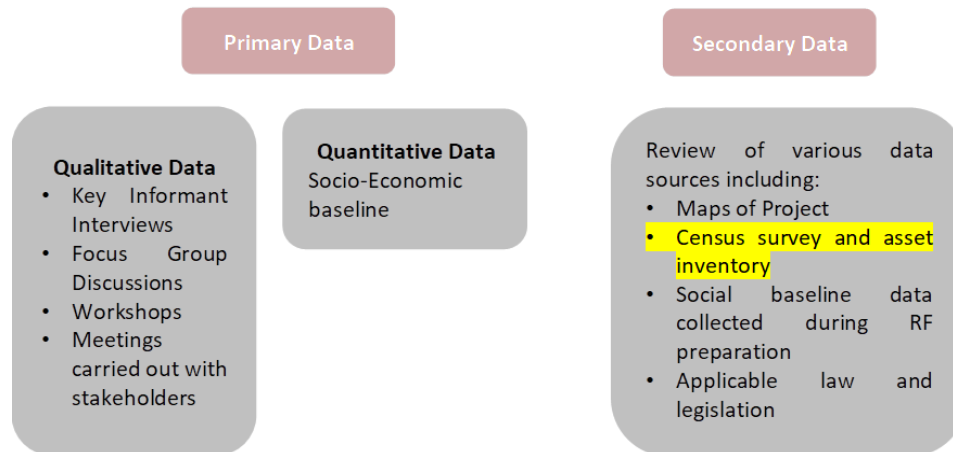 Primary Data
Secondary Data
Qualitative Data
• Key Informant
Interviews
• Focus Group
Discussions
• Workshops
• Meetings
carried out with
stakeholders
Quantitative Data
Socio-Economic
baseline
Review of various data
sources including:
• Maps of Project
• Census survey and asset
inventory
• Social baseline data
collected during RF
preparation
• Applicable law and
legislation